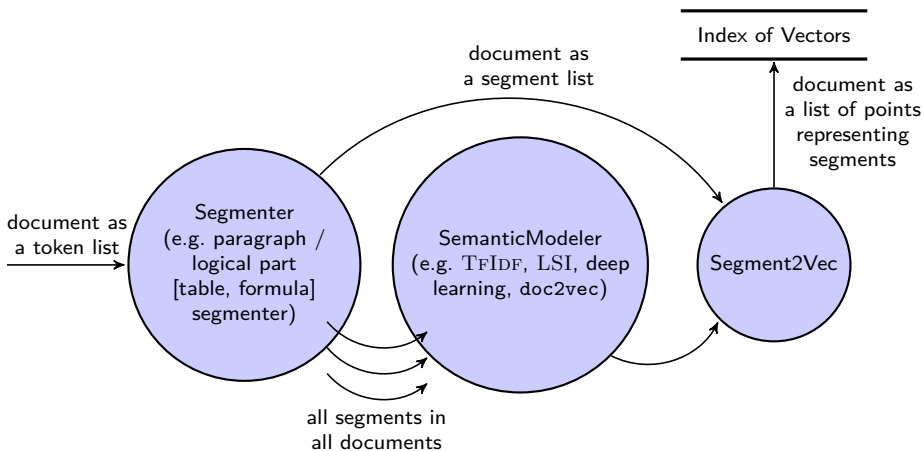 Index of Vectors
document as
a segment list
document as
a list of points
representing
segments
document as
a token list
Segmenter
(e.g. paragraph /
logical part
[table, formula]
segmenter)
SemanticModeler
(e.g. TFIDF, LSI, deep
learning, doc2vec)
Segment2Vec
all segments in
all documents